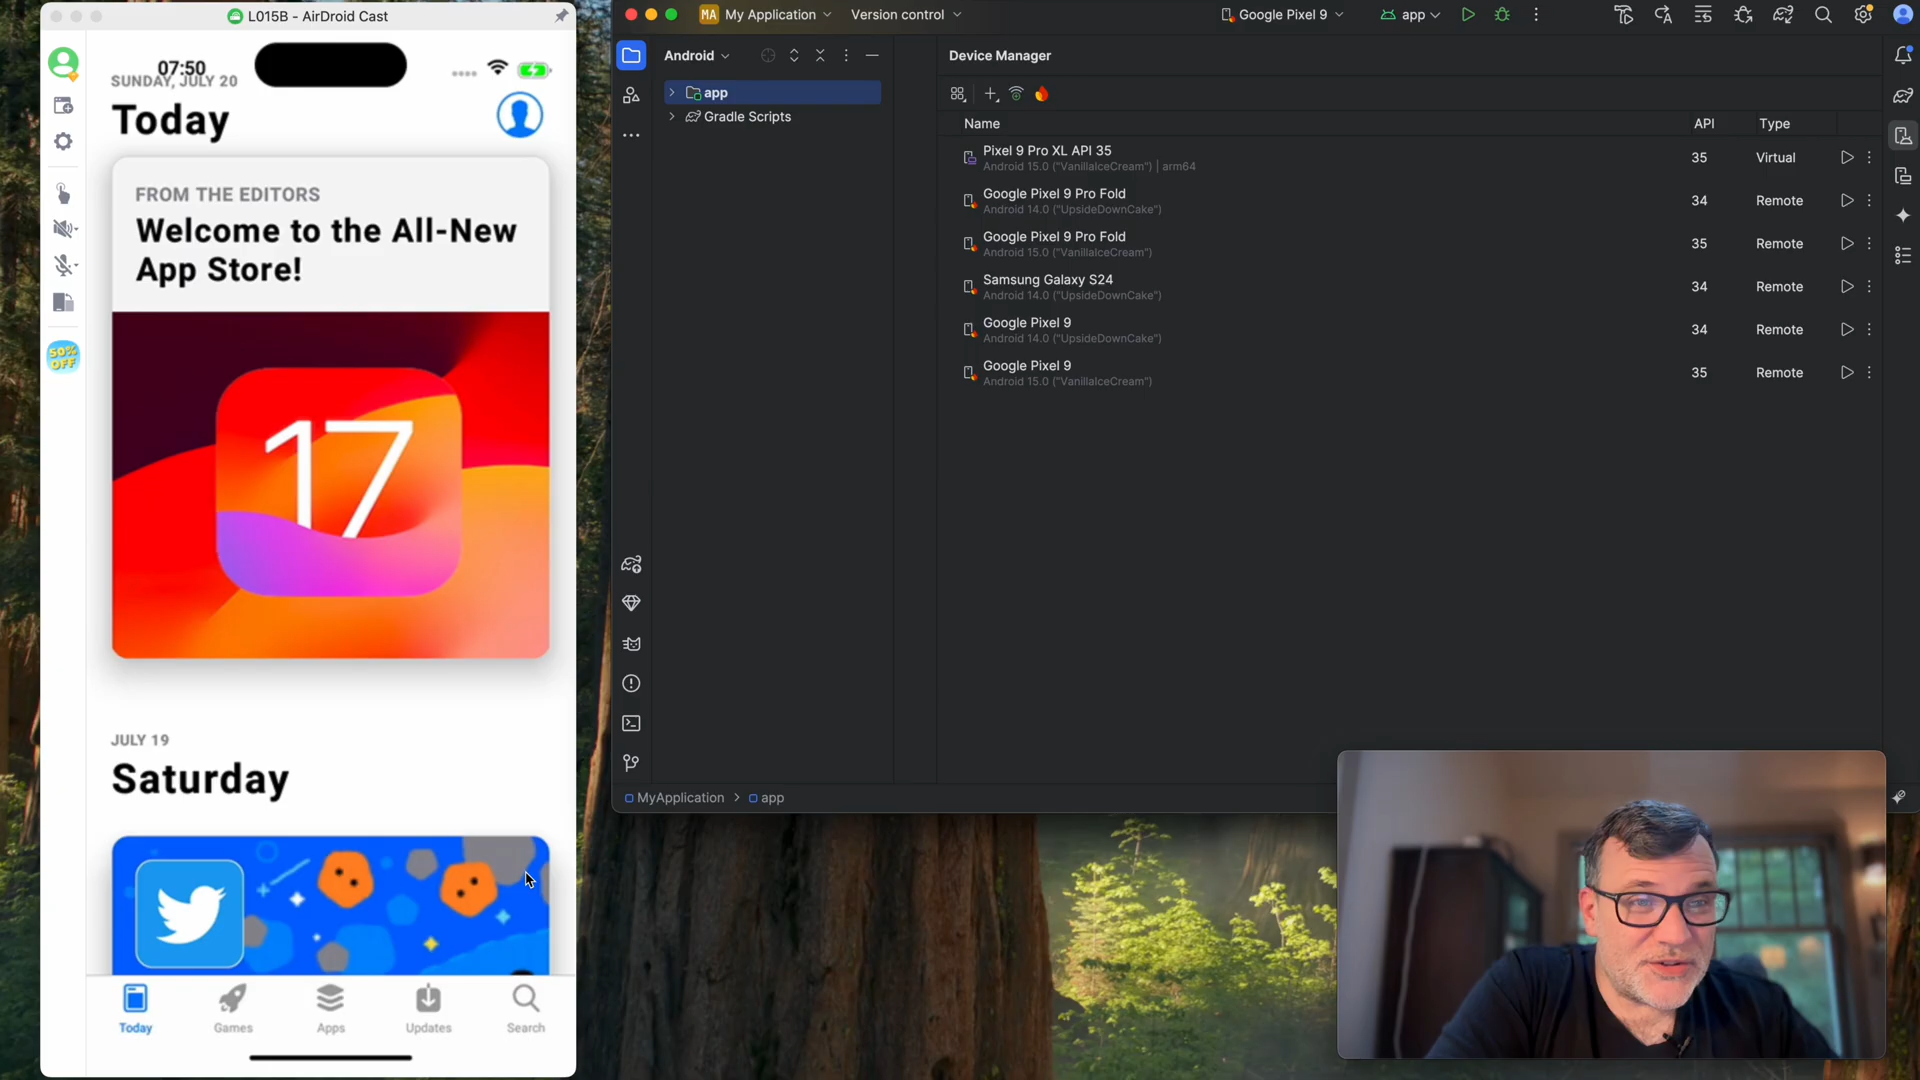 L015B - AirDroid Cast
07:50
SUNDAY, JULY 20
Today
FROM THE EDITORS
Welcome to the All-New
App Store!
17
JULY 19
Saturday
Today
Games
Apps
Updates
Search
50%
OFF
MA My Application
Version control
Google Pixel 9
app
Android
app
Gradle Scripts
Device Manager
Name API Type
Pixel 9 Pro XL API 35
Android 15.0 ("VanillaIceCream") | arm64
35 Virtual
Google Pixel 9 Pro Fold
Android 14.0 ("UpsideDownCake")
34 Remote
Google Pixel 9 Pro Fold
Android 15.0 ("VanillaIceCream")
35 Remote
Samsung Galaxy S24
Android 14.0 ("UpsideDownCake")
34 Remote
Google Pixel 9
Android 14.0 ("UpsideDownCake")
34 Remote
Google Pixel 9
Android 15.0 ("VanillaIceCream")
35 Remote
MyApplication > app